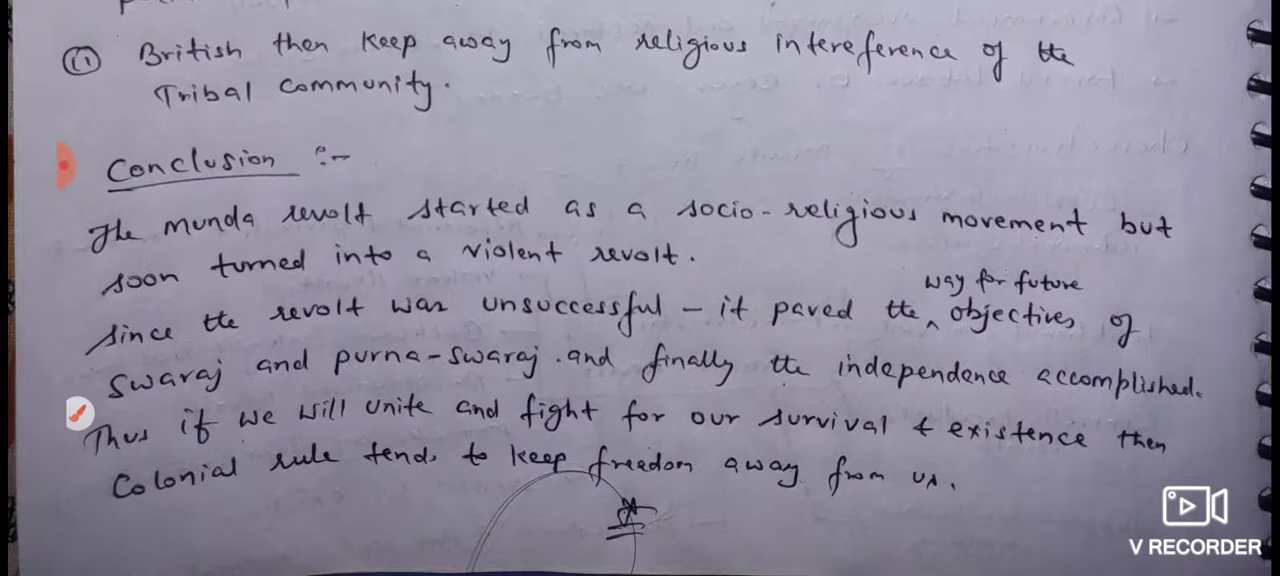 (ii) British then keep away from religious intereference of the
Tribal community.
Conclusion :-
The munda revolt started as a socio-religious movement but
soon turned into a violent revolt.
way for future
since the revolt was unsuccessful - it paved the ^ objectives of
swaraj and purna-swaraj. and finally the independence accomplished.
Thus if we will unite and fight for our survival & existence then
Colonial rule tends to keep freedom away from us.
V RECORDER